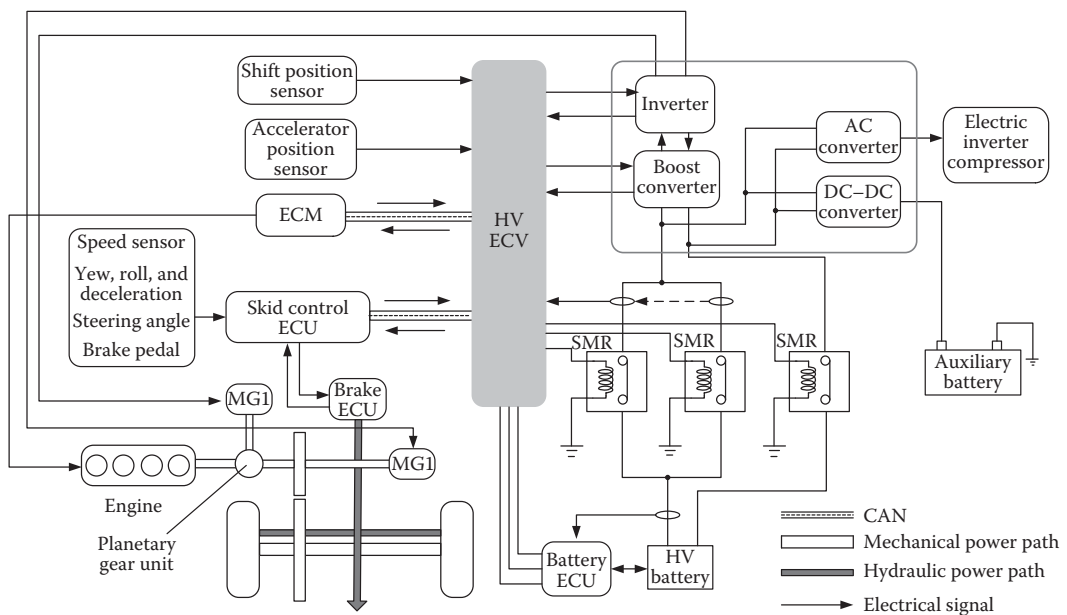 Shift position
sensor
Accelerator
position
sensor
ECM
Speed sensor
Yew, roll, and
deceleration
Steering angle
Brake pedal
Skid control
ECU
Brake
ECU
MG1
MG1
Engine
Planetary
gear unit
HV
ECV
Inverter
Boost
converter
AC
converter
DC–DC
converter
Electric
inverter
compressor
SMR
SMR
SMR
Auxiliary
battery
Battery
ECU
HV
battery
CAN
Mechanical power path
Hydraulic power path
Electrical signal